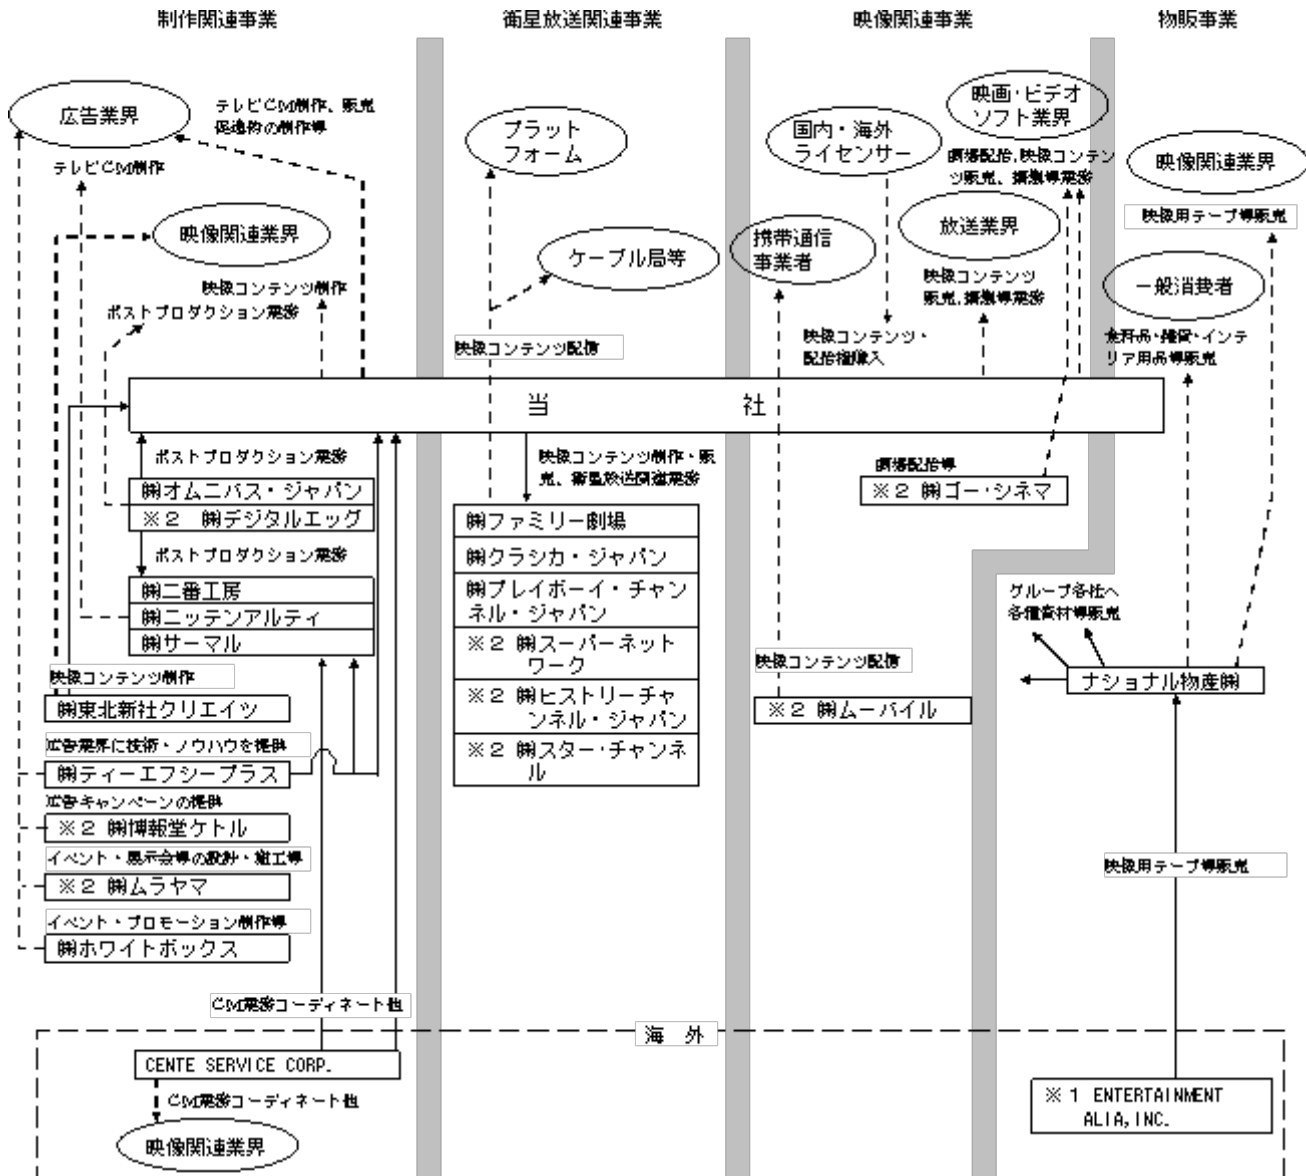 制作関連事業
衛星放送関連事業
映像関連事業
物販事業
広告業界
テレビCM制作、販売
促進物の制作等
テレビCM制作
映像関連業界
映像コンテンツ制作
ポストプロダクション業務
プラット
フォーム
ケーブル局等
映像コンテンツ配信
国内・海外
ライセンサー
映画・ビデオ
ソフト業界
劇場配給、映像コンテン
ツ販売、撮影等業務
放送業界
携帯通信
事業者
映像コンテンツ
販売、撮影等業務
映像コンテンツ・
配給権購入
映像関連業界
映像用テープ等販売
一般消費者
食料品・雑貨・インテ
リア用品等販売
当社
ポストプロダクション業務
㈱オムニバス・ジャパン
※2 ㈱デジタルエッグ
ポストプロダクション業務
㈱二番工房
㈱ニッテンアルティ
㈱サーマル
映像コンテンツ制作
㈱東北新社クリエイツ
広告業界に技術・ノウハウを提供
㈱ティーエフシープラス
広告キャンペーンの提供
※2 ㈱博報堂ケトル
イベント・展示会等の設計・施工等
※2 ㈱ムラヤマ
イベント・プロモーション制作等
㈱ホワイトボックス
CM業務コーディネート他
映像コンテンツ制作・販
売、衛星放送関連業務
㈱ファミリー劇場
㈱クラシカ・ジャパン
㈱プレイボーイ・チャン
ネル・ジャパン
※2 ㈱スーパーネット
ワーク
※2 ㈱ヒストリーチャ
ンネル・ジャパン
※2 ㈱スター・チャンネ
ル
劇場配給等
※2 ㈱ゴー・シネマ
映像コンテンツ配信
※2 ㈱ムーバイル
グループ各社へ
各種資材等販売
ナショナル物産㈱
映像用テープ等販売
海外
CENTE SERVICE CORP.
CM業務コーディネート他
映像関連業界
※1 ENTERTAINMENT
ALIA, INC.